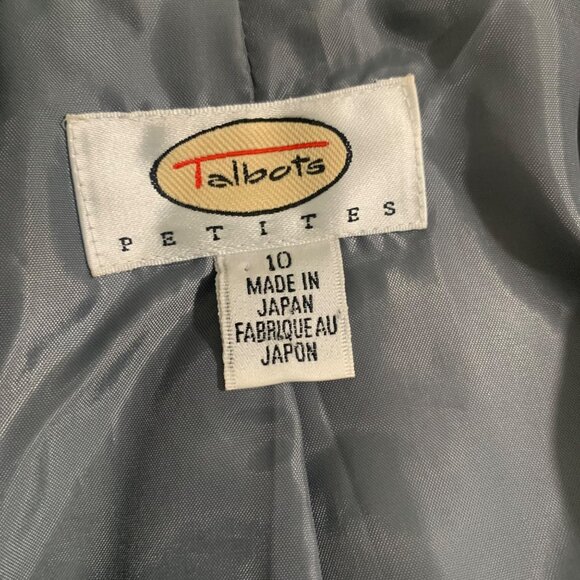 Talbots
PETITES
10
MADE IN
JAPAN
FABRIQUE AU
JAPON